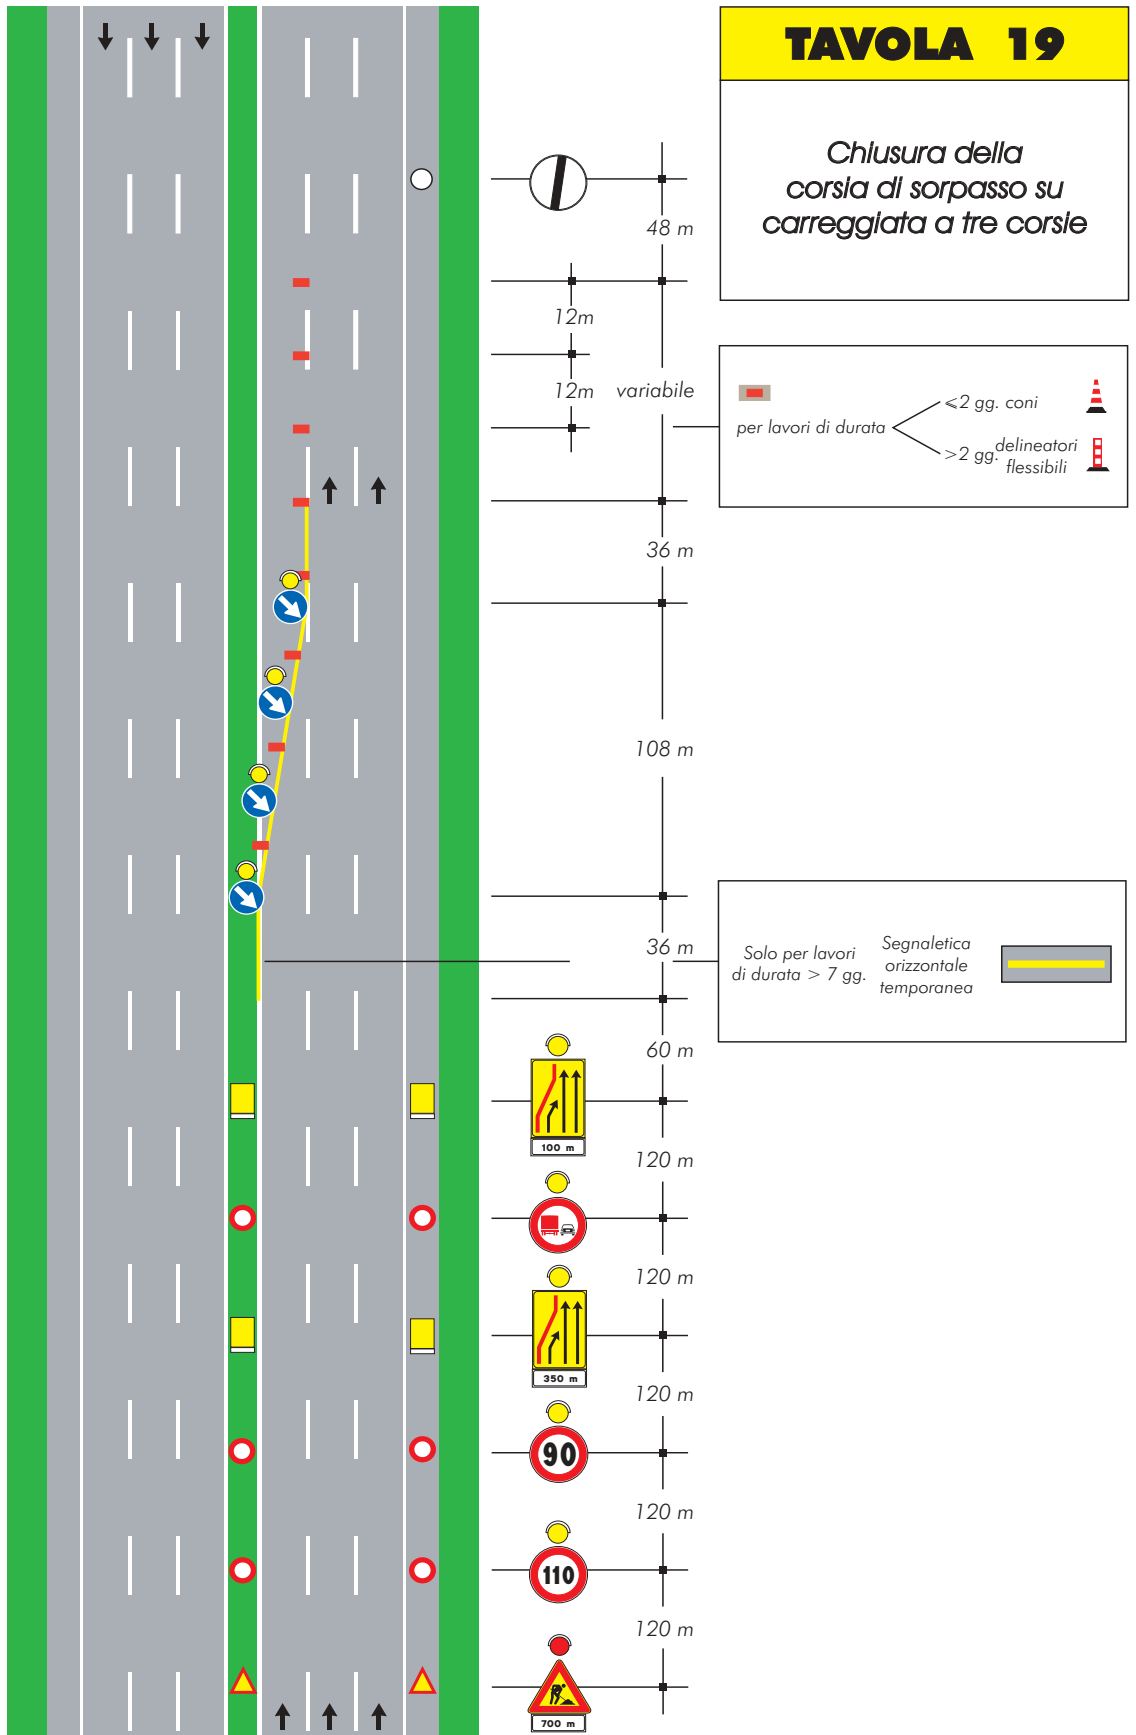 TAVOLA 19
Chiusura della
corsia di sorpasso su
carreggiata a tre corsie
48 m
12m
12m
variabile
per lavori di durata
⩽2 gg. coni
>2 gg. delineatori
flessibili
36 m
108 m
36 m
Solo per lavori
di durata > 7 gg.
Segnaletica
orizzontale
temporanea
60 m
100 m
120 m
120 m
350 m
120 m
90
120 m
110
120 m
700 m